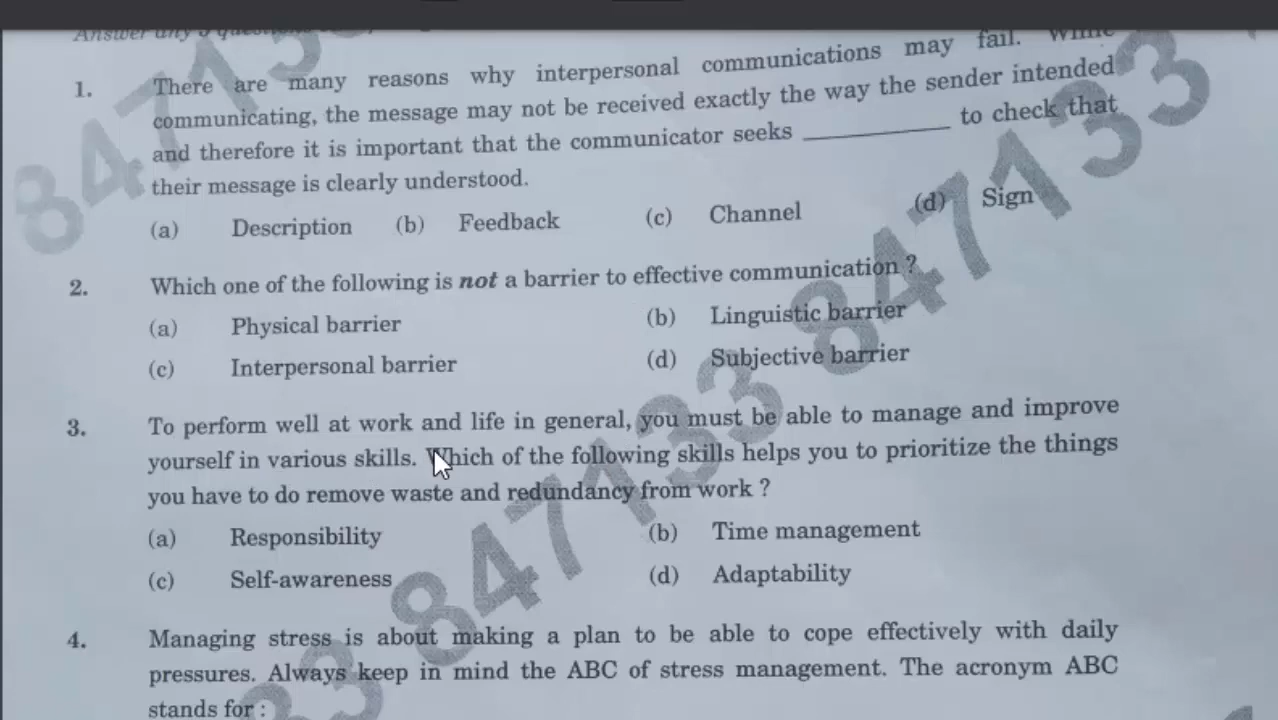 Answer any 5
1. There are many reasons why interpersonal communications may fail. While
communicating, the message may not be received exactly the way the sender intended
and therefore it is important that the communicator seeks __________ to check that
their message is clearly understood.
(a) Description (b) Feedback (c) Channel (d) Sign
2. Which one of the following is not a barrier to effective communication ?
(a) Physical barrier (b) Linguistic barrier
(c) Interpersonal barrier (d) Subjective barrier
3. To perform well at work and life in general, you must be able to manage and improve
yourself in various skills. Which of the following skills helps you to prioritize the things
you have to do remove waste and redundancy from work ?
(a) Responsibility (b) Time management
(c) Self-awareness (d) Adaptability
4. Managing stress is about making a plan to be able to cope effectively with daily
pressures. Always keep in mind the ABC of stress management. The acronym ABC
stands for :
847133 847133 847133